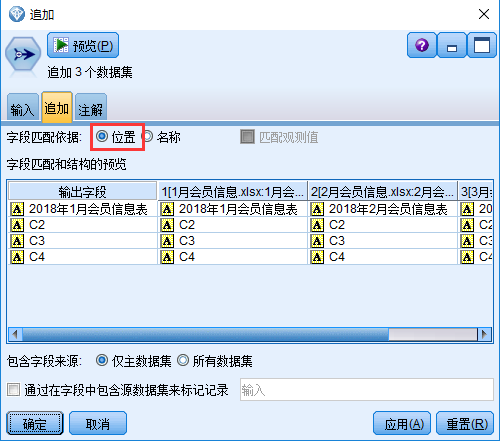 追加
预览(P)
追加 3 个数据集
输入 追加 注解
字段匹配依据: 位置 名称 匹配观测值
字段匹配和结构的预览
输出字段 1[1月会员信息.xlsx:1月会... 2[2月会员信息.xlsx:2月会... 3[3月会
A 2018年1月会员信息表 A 2018年1月会员信息表 A 2018年2月会员信息表 A 20
A C2 A C2 A C2 A C2
A C3 A C3 A C3 A C3
A C4 A C4 A C4 A C4
包含字段来源: 仅主数据集 所有数据集
通过在字段中包含源数据集来标记记录 输入
确定 取消 应用(A) 重置(R)